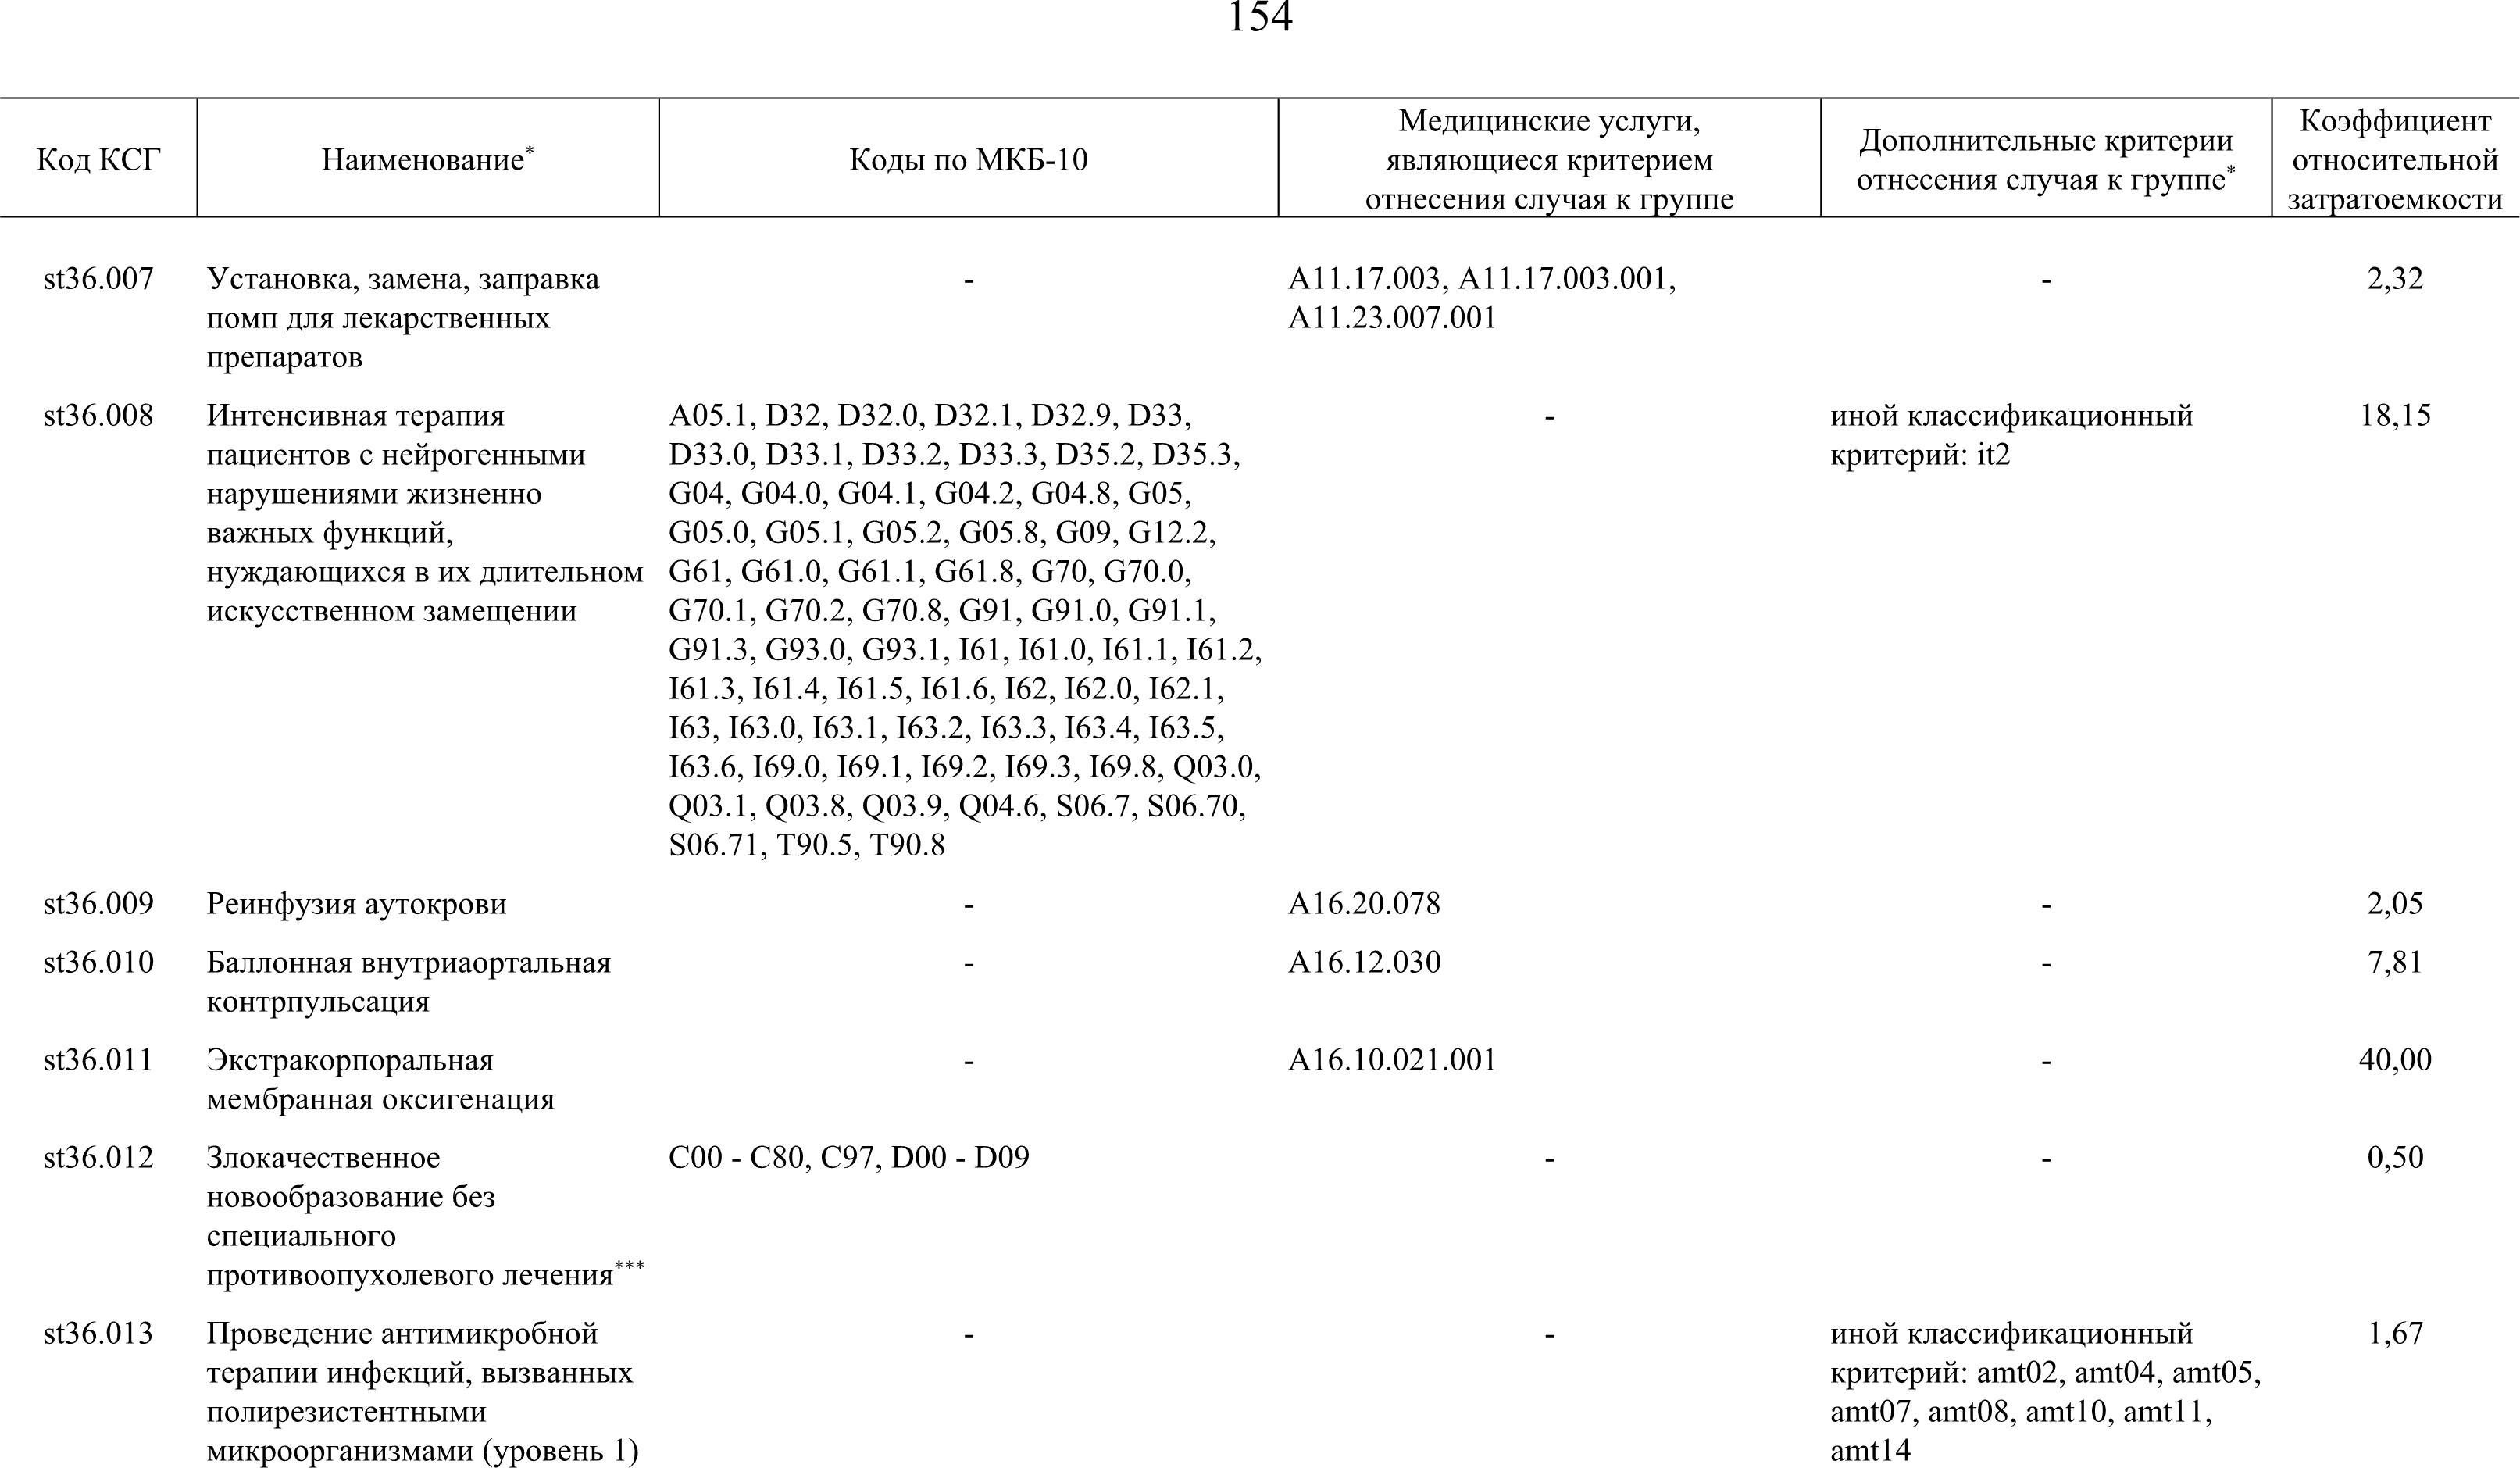 154
Код КСГ
Наименование*
Коды по МКБ-10
Медицинские услуги,
являющиеся критерием
отнесения случая к группе
Дополнительные критерии
отнесения случая к группе*
Коэффициент
относительной
затратоемкости
st36.007
Установка, замена, заправка
помп для лекарственных
препаратов
-
A11.17.003, A11.17.003.001,
A11.23.007.001
-
2,32
st36.008
Интенсивная терапия
пациентов с нейрогенными
нарушениями жизненно
важных функций,
нуждающихся в их длительном
искусственном замещении
A05.1, D32, D32.0, D32.1, D32.9, D33,
D33.0, D33.1, D33.2, D33.3, D35.2, D35.3,
G04, G04.0, G04.1, G04.2, G04.8, G05,
G05.0, G05.1, G05.2, G05.8, G09, G12.2,
G61, G61.0, G61.1, G61.8, G70, G70.0,
G70.1, G70.2, G70.8, G91, G91.0, G91.1,
G91.3, G93.0, G93.1, I61, I61.0, I61.1, I61.2,
I61.3, I61.4, I61.5, I61.6, I62, I62.0, I62.1,
I63, I63.0, I63.1, I63.2, I63.3, I63.4, I63.5,
I63.6, I69.0, I69.1, I69.2, I69.3, I69.8, Q03.0,
Q03.1, Q03.8, Q03.9, Q04.6, S06.7, S06.70,
S06.71, T90.5, T90.8
-
иной классификационный
критерий: it2
18,15
st36.009
Реинфузия аутокрови
-
A16.20.078
-
2,05
st36.010
Баллонная внутриаортальная
контрпульсация
-
A16.12.030
-
7,81
st36.011
Экстракорпоральная
мембранная оксигенация
-
A16.10.021.001
-
40,00
st36.012
Злокачественное
новообразование без
специального
противоопухолевого лечения***
C00 - C80, C97, D00 - D09
-
-
0,50
st36.013
Проведение антимикробной
терапии инфекций, вызванных
полирезистентными
микроорганизмами (уровень 1)
-
-
иной классификационный
критерий: amt02, amt04, amt05,
amt07, amt08, amt10, amt11,
amt14
1,67